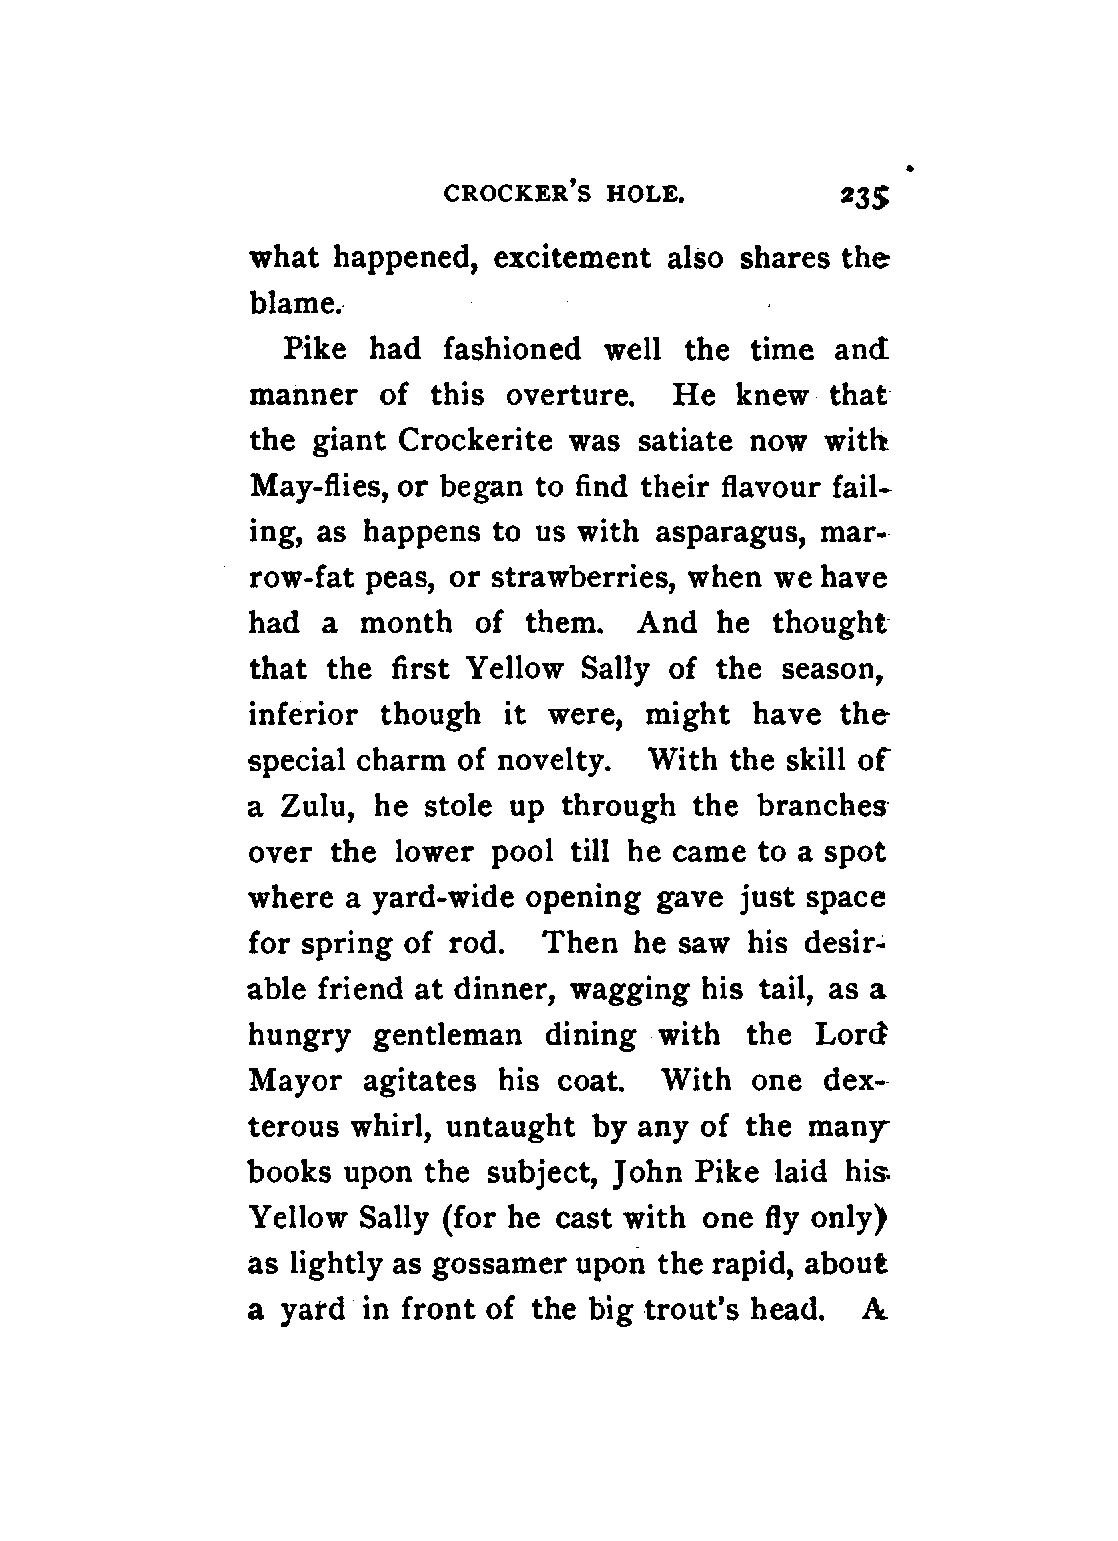 CROCKER'S HOLE. 235
what happened, excitement also shares the
blame.
Pike had fashioned well the time and
manner of this overture. He knew that
the giant Crockerite was satiate now with
May-flies, or began to find their flavour fail-
ing, as happens to us with asparagus, mar-
row-fat peas, or strawberries, when we have
had a month of them. And he thought
that the first Yellow Sally of the season,
inferior though it were, might have the
special charm of novelty. With the skill of
a Zulu, he stole up through the branches
over the lower pool till he came to a spot
where a yard-wide opening gave just space
for spring of rod. Then he saw his desir-
able friend at dinner, wagging his tail, as a
hungry gentleman dining with the Lord
Mayor agitates his coat. With one dex-
terous whirl, untaught by any of the many
books upon the subject, John Pike laid his
Yellow Sally (for he cast with one fly only)
as lightly as gossamer upon the rapid, about
a yard in front of the big trout's head. A